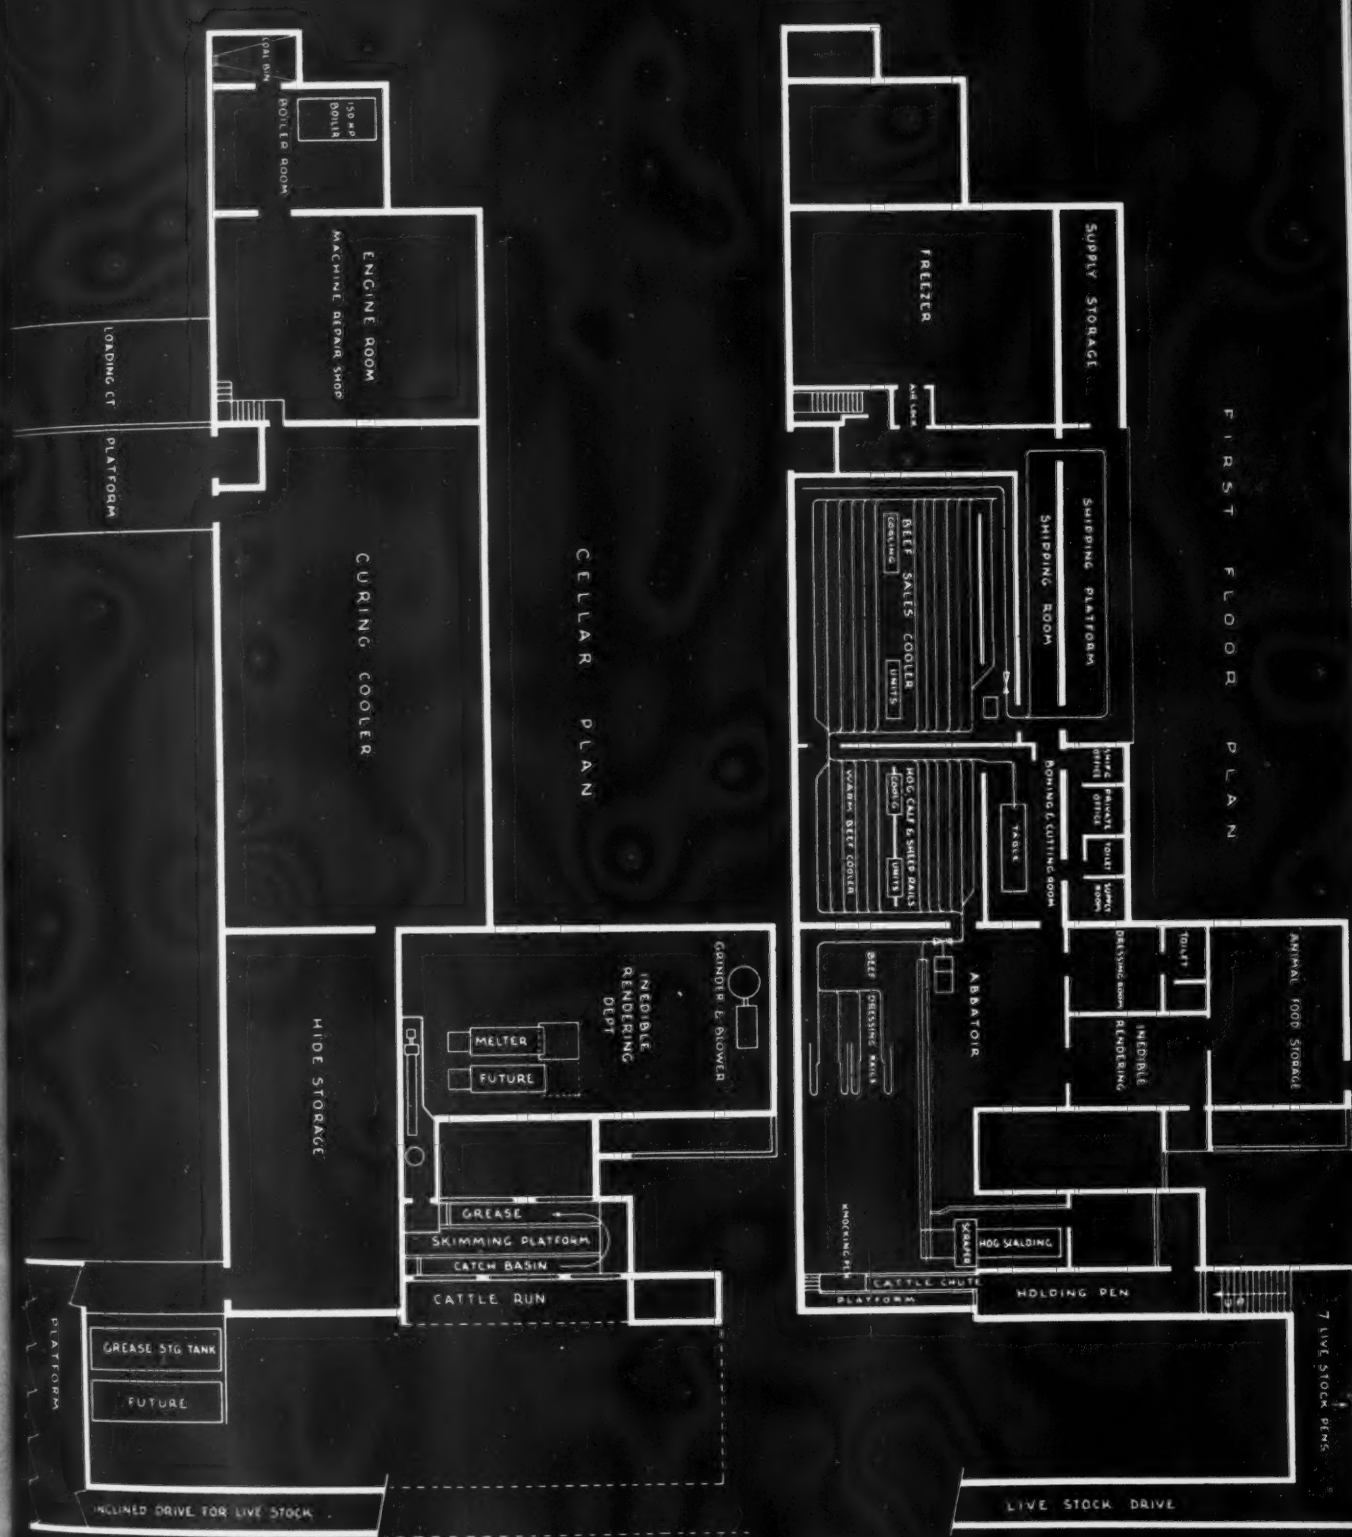 COAL BIN
BOILER ROOM
150 HP
BOILER
ENGINE ROOM
MACHINE REPAIR SHOP
LOADING CT PLATFORM
CURING COOLER
CELLAR PLAN
HIDE STORAGE
INEDIBLE
RENDERING
DEPT
GRINDER & BLOWER
MELTER
FUTURE
GREASE
SKIMMING PLATFORM
CATCH BASIN
CATTLE RUN
PLATFORM
GREASE STG TANK
FUTURE
INCLINED DRIVE FOR LIVE STOCK
FIRST FLOOR PLAN
FREEZER
SUPPLY STORAGE
AIR LOCK
SHIPPING PLATFORM
SHIPPING ROOM
BEEF SALES COOLER
COOLING
UNITS
SHIP'G
OFFICE
PRIVATE
OFFICE
TOILET
SUPPLY
ROOM
BONING & CUTTING ROOM
TABLE
HOG, CALF & SHEEP RAILS
COOL'G
UNITS
WARM BEEF COOLER
BEEF DRESSING RAILS
ABBATOIR
DRESSING ROOM
TOILET
INEDIBLE
RENDERING
ANIMAL FOOD STORAGE
KNOCKING PEN
SCRAPER
HOG SCALDING
CATTLE CHUTE
PLATFORM
HOLDING PEN
UP
7 LIVE STOCK PENS
LIVE STOCK DRIVE